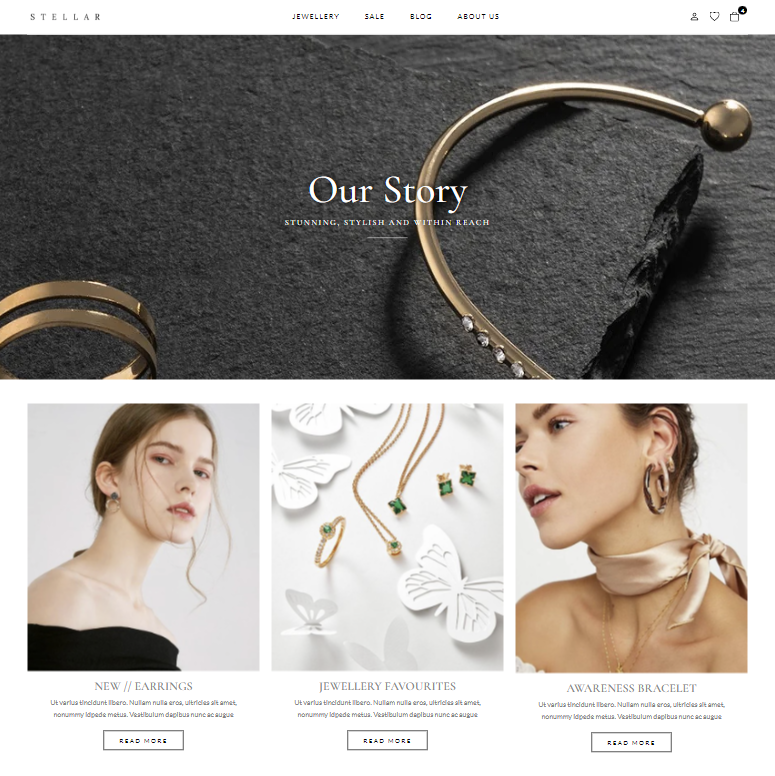 STELLAR
JEWELLERY SALE BLOG ABOUT US
4
Our Story
STUNNING, STYLISH AND WITHIN REACH
NEW // EARRINGS
Ut varius tincidunt libero. Nullam nulla eros, ultricies sit amet,
nonummy idpede metus. Vestibulum dapibus nunc ac augue
READ MORE
JEWELLERY FAVOURITES
Ut varius tincidunt libero. Nullam nulla eros, ultricies sit amet,
nonummy idpede metus. Vestibulum dapibus nunc ac augue
READ MORE
AWARENESS BRACELET
Ut varius tincidunt libero. Nullam nulla eros, ultricies sit amet,
nonummy idpede metus. Vestibulum dapibus nunc ac augue
READ MORE